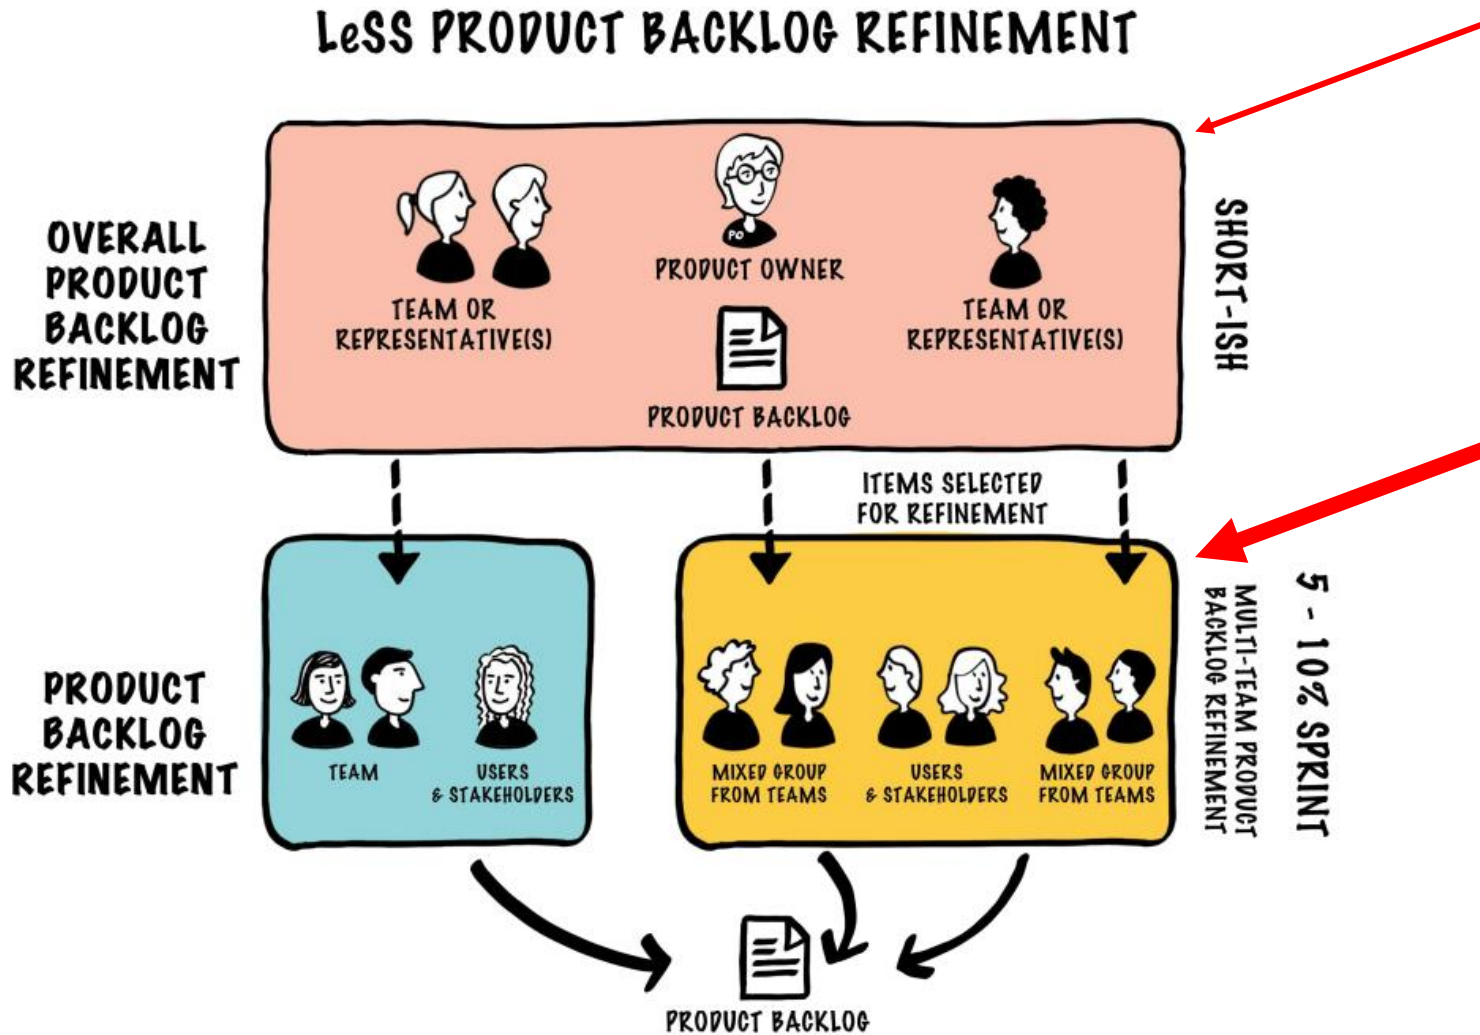 LeSS PRODUCT BACKLOG REFINEMENT
OVERALL
PRODUCT
BACKLOG
REFINEMENT
TEAM OR
REPRESENTATIVE(S)
PO
PRODUCT OWNER
PRODUCT BACKLOG
TEAM OR
REPRESENTATIVE(S)
SHORT-ISH
ITEMS SELECTED
FOR REFINEMENT
PRODUCT
BACKLOG
REFINEMENT
TEAM
USERS
& STAKEHOLDERS
MIXED GROUP
FROM TEAMS
USERS
& STAKEHOLDERS
MIXED GROUP
FROM TEAMS
MULTI-TEAM PRODUCT
BACKLOG REFINEMENT
5 - 10% SPRINT
PRODUCT BACKLOG